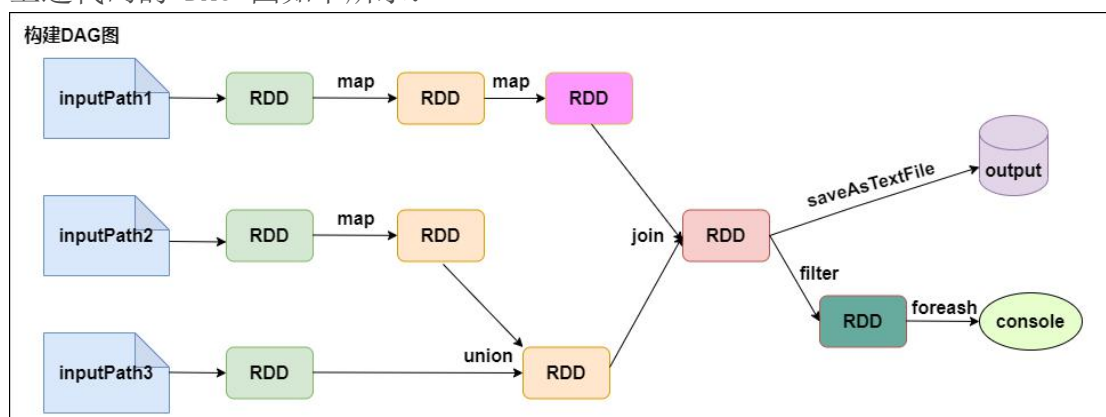 构建DAG图
inputPath1
RDD
map
RDD
map
RDD
inputPath2
RDD
map
RDD
inputPath3
RDD
union
RDD
join
RDD
saveAsTextFile
output
filter
RDD
foreash
console